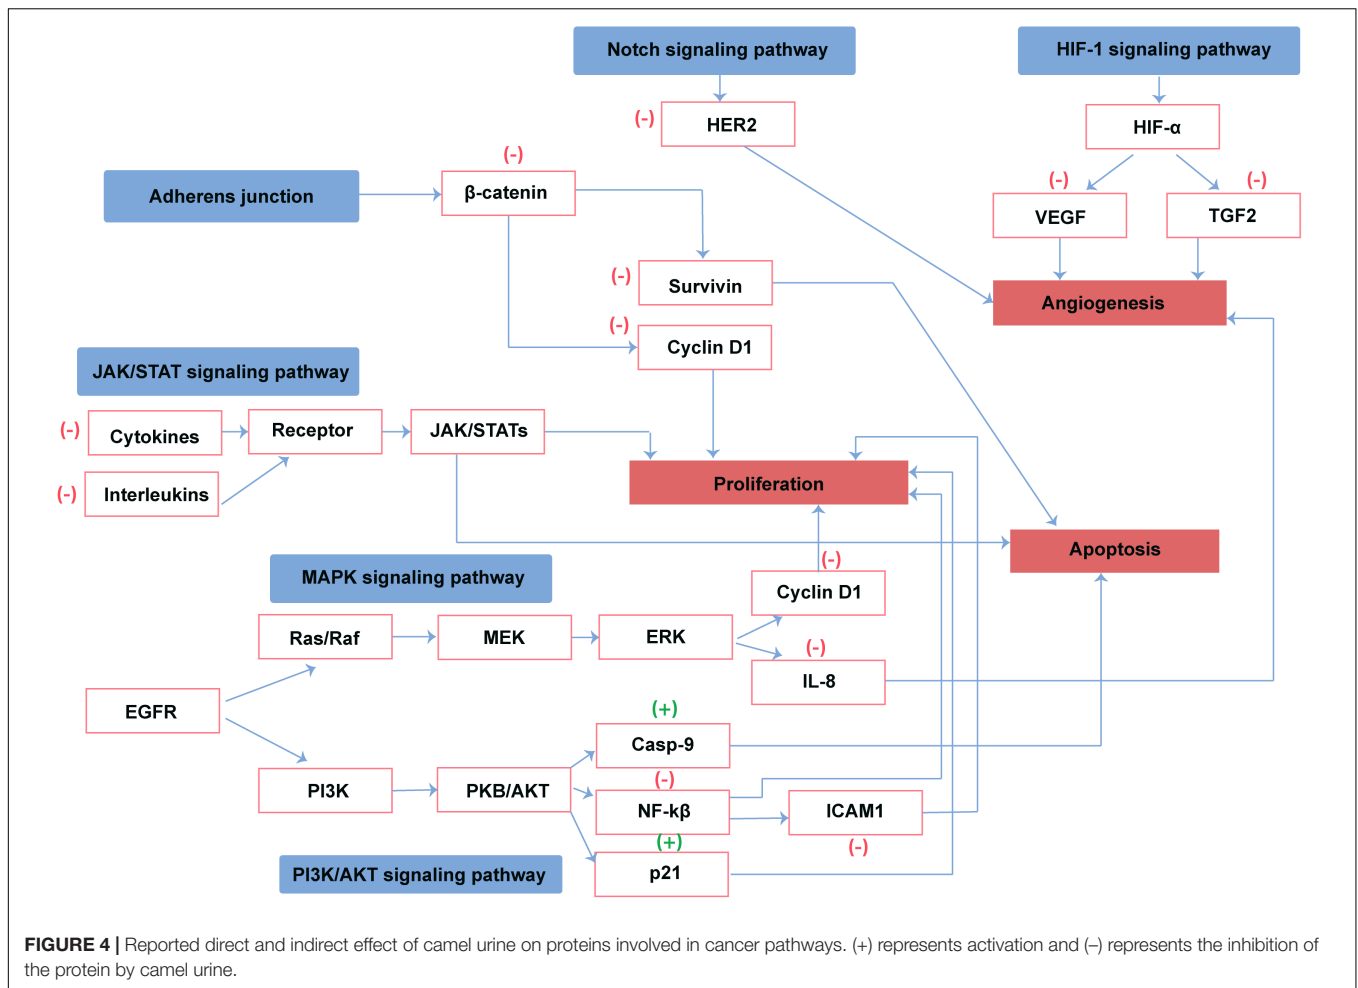 Notch signaling pathway
HIF-1 signaling pathway
(-)
HER2
HIF-α
(-)
Adherens junction
β-catenin
(-)
(-)
VEGF
TGF2
(-)
Survivin
Angiogenesis
(-)
Cyclin D1
JAK/STAT signaling pathway
(-)
Cytokines
Receptor
JAK/STATs
(-)
Interleukins
Proliferation
Apoptosis
MAPK signaling pathway
(-)
Cyclin D1
Ras/Raf
MEK
ERK
(-)
IL-8
EGFR
(+)
Casp-9
PI3K
PKB/AKT
(-)
NF-kβ
ICAM1
(-)
(+)
p21
PI3K/AKT signaling pathway
FIGURE 4 | Reported direct and indirect effect of camel urine on proteins involved in cancer pathways. (+) represents activation and (–) represents the inhibition of
the protein by camel urine.